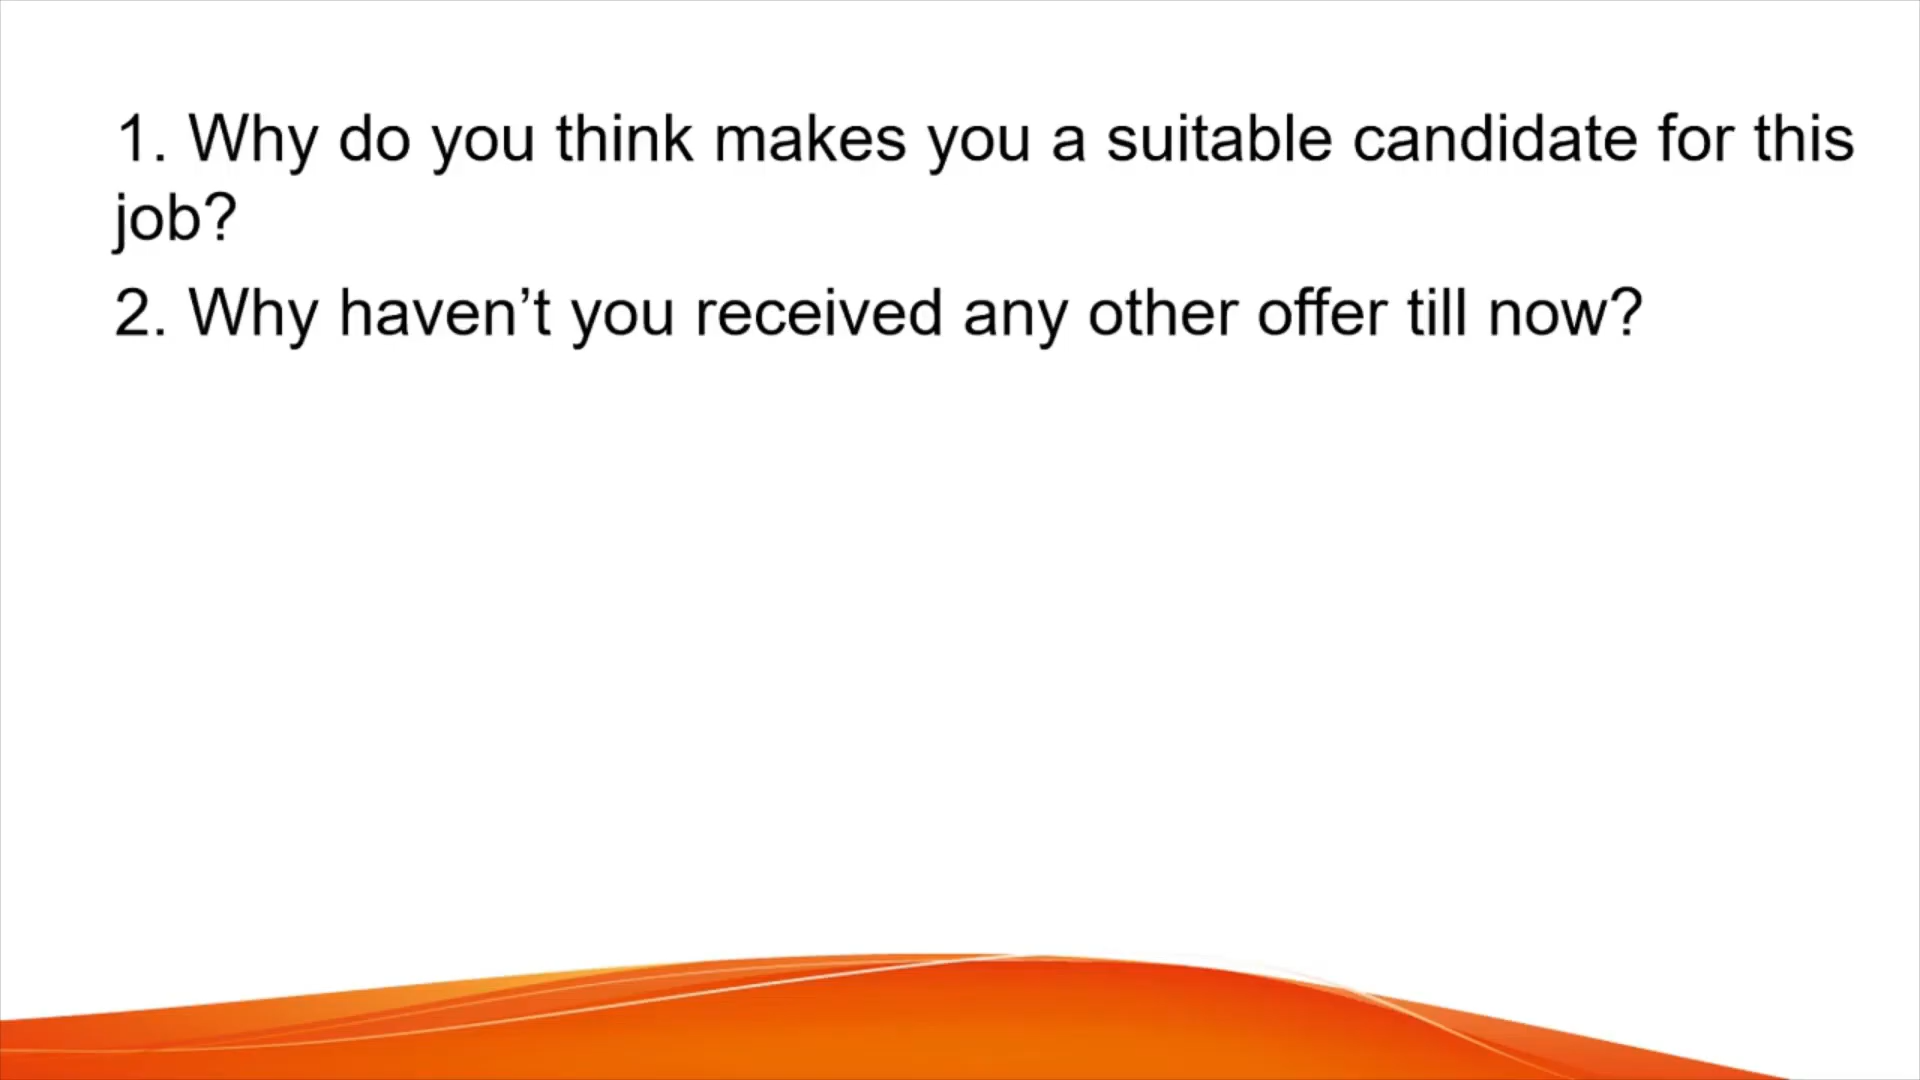 1. Why do you think makes you a suitable candidate for this
job?
2. Why haven’t you received any other offer till now?